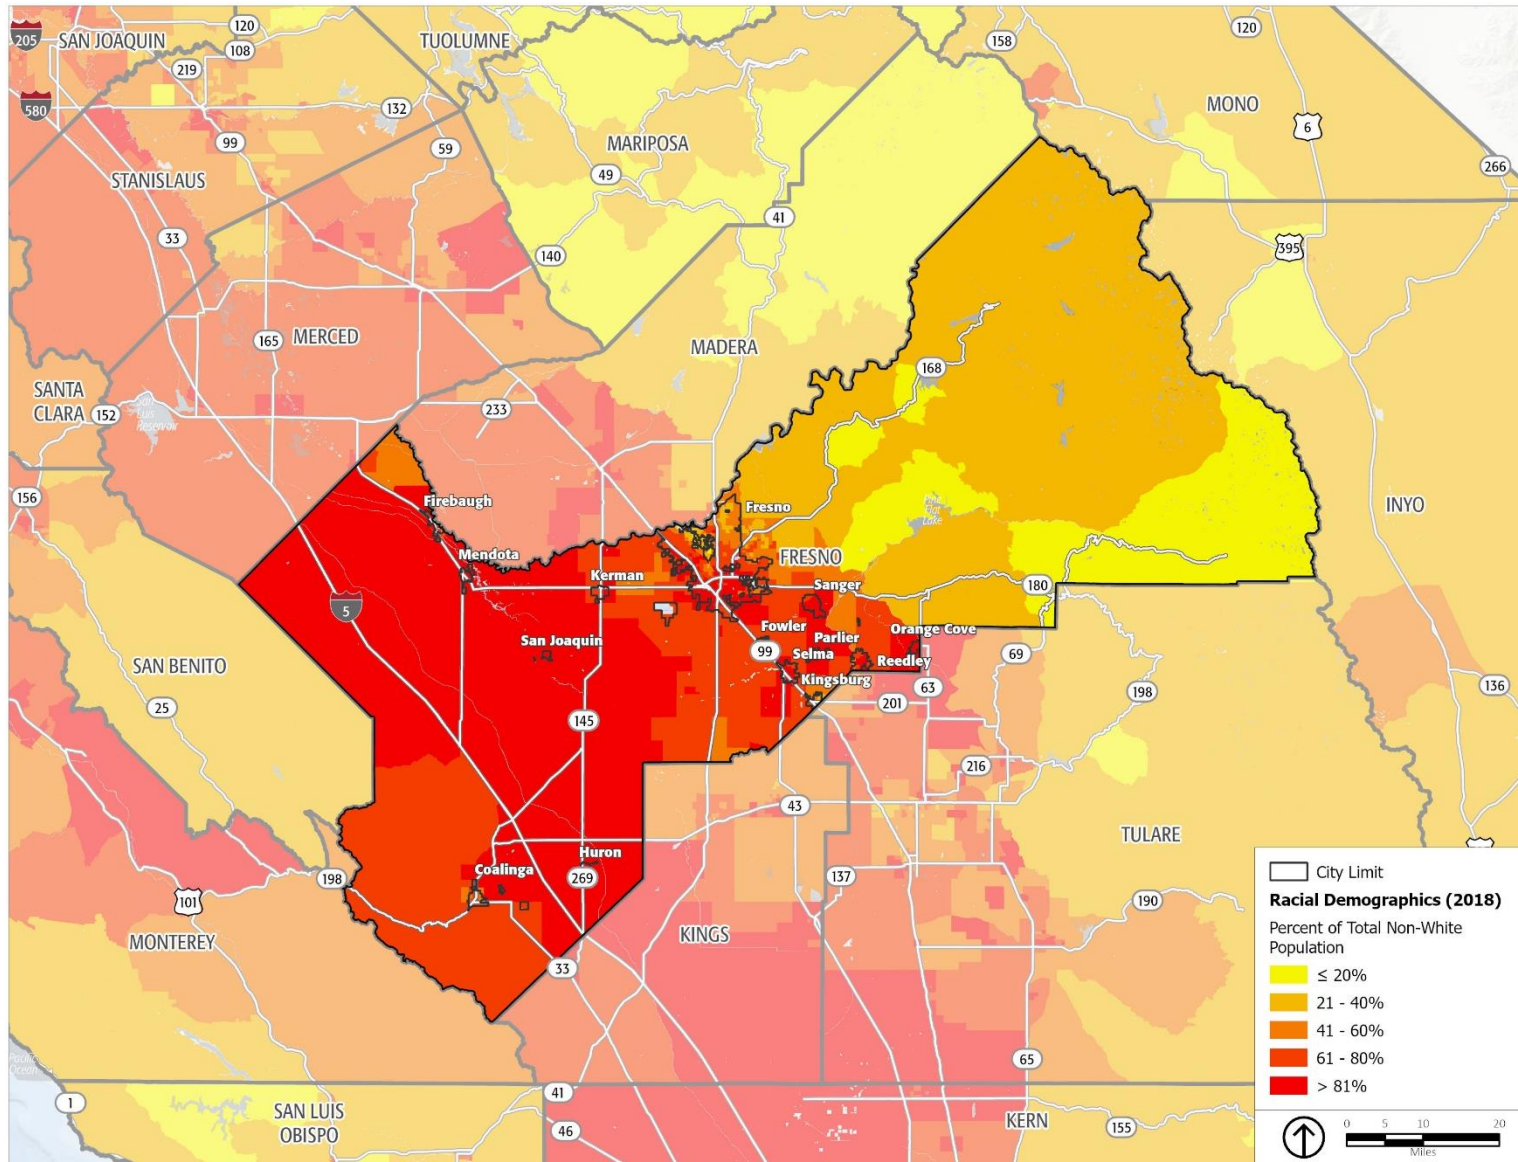 205
SAN JOAQUIN
120
108
219
580
TUOLUMNE
132
158
120
MONO
6
99
59
MARIPOSA
49
266
STANISLAUS
33
140
41
395
165
MERCED
MADERA
168
SANTA
CLARA
152
San
Luis
Reservoir
233
156
Firebaugh
Fresno
INYO
Mendota
Kerman
FRESNO
Sanger
180
5
San Joaquin
Fowler
Parlier
Orange Cove
99
Selma
Reedley
69
SAN BENITO
Kingsburg
63
198
136
25
201
145
216
43
TULARE
Huron
Coalinga
269
198
137
101
190
MONTEREY
KINGS
33
65
Pacific
Ocean
1
41
SAN LUIS
OBISPO
46
KERN
155
City Limit
Racial Demographics (2018)
Percent of Total Non-White
Population
≤ 20%
21 - 40%
41 - 60%
61 - 80%
> 81%
0 5 10 20
Miles